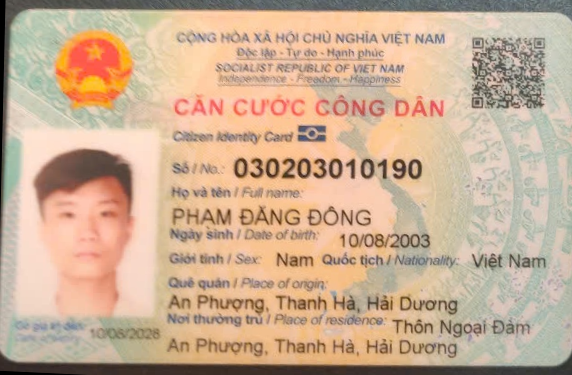 CỘNG HÒA XÃ HỘI CHỦ NGHĨA VIỆT NAM
Độc lập - Tự do - Hạnh phúc
SOCIALIST REPUBLIC OF VIET NAM
Independence - Freedom - Happiness
CĂN CƯỚC CÔNG DÂN
Citizen Identity Card
Số / No.: 030203010190
Họ và tên / Full name:
PHẠM ĐĂNG ĐÔNG
Ngày sinh / Date of birth: 10/08/2003
Giới tính / Sex: Nam Quốc tịch / Nationality: Việt Nam
Quê quán / Place of origin:
An Phượng, Thanh Hà, Hải Dương
Nơi thường trú / Place of residence: Thôn Ngoại Đàm
An Phượng, Thanh Hà, Hải Dương
Có giá trị đến: 10/08/2028
Date of expiry